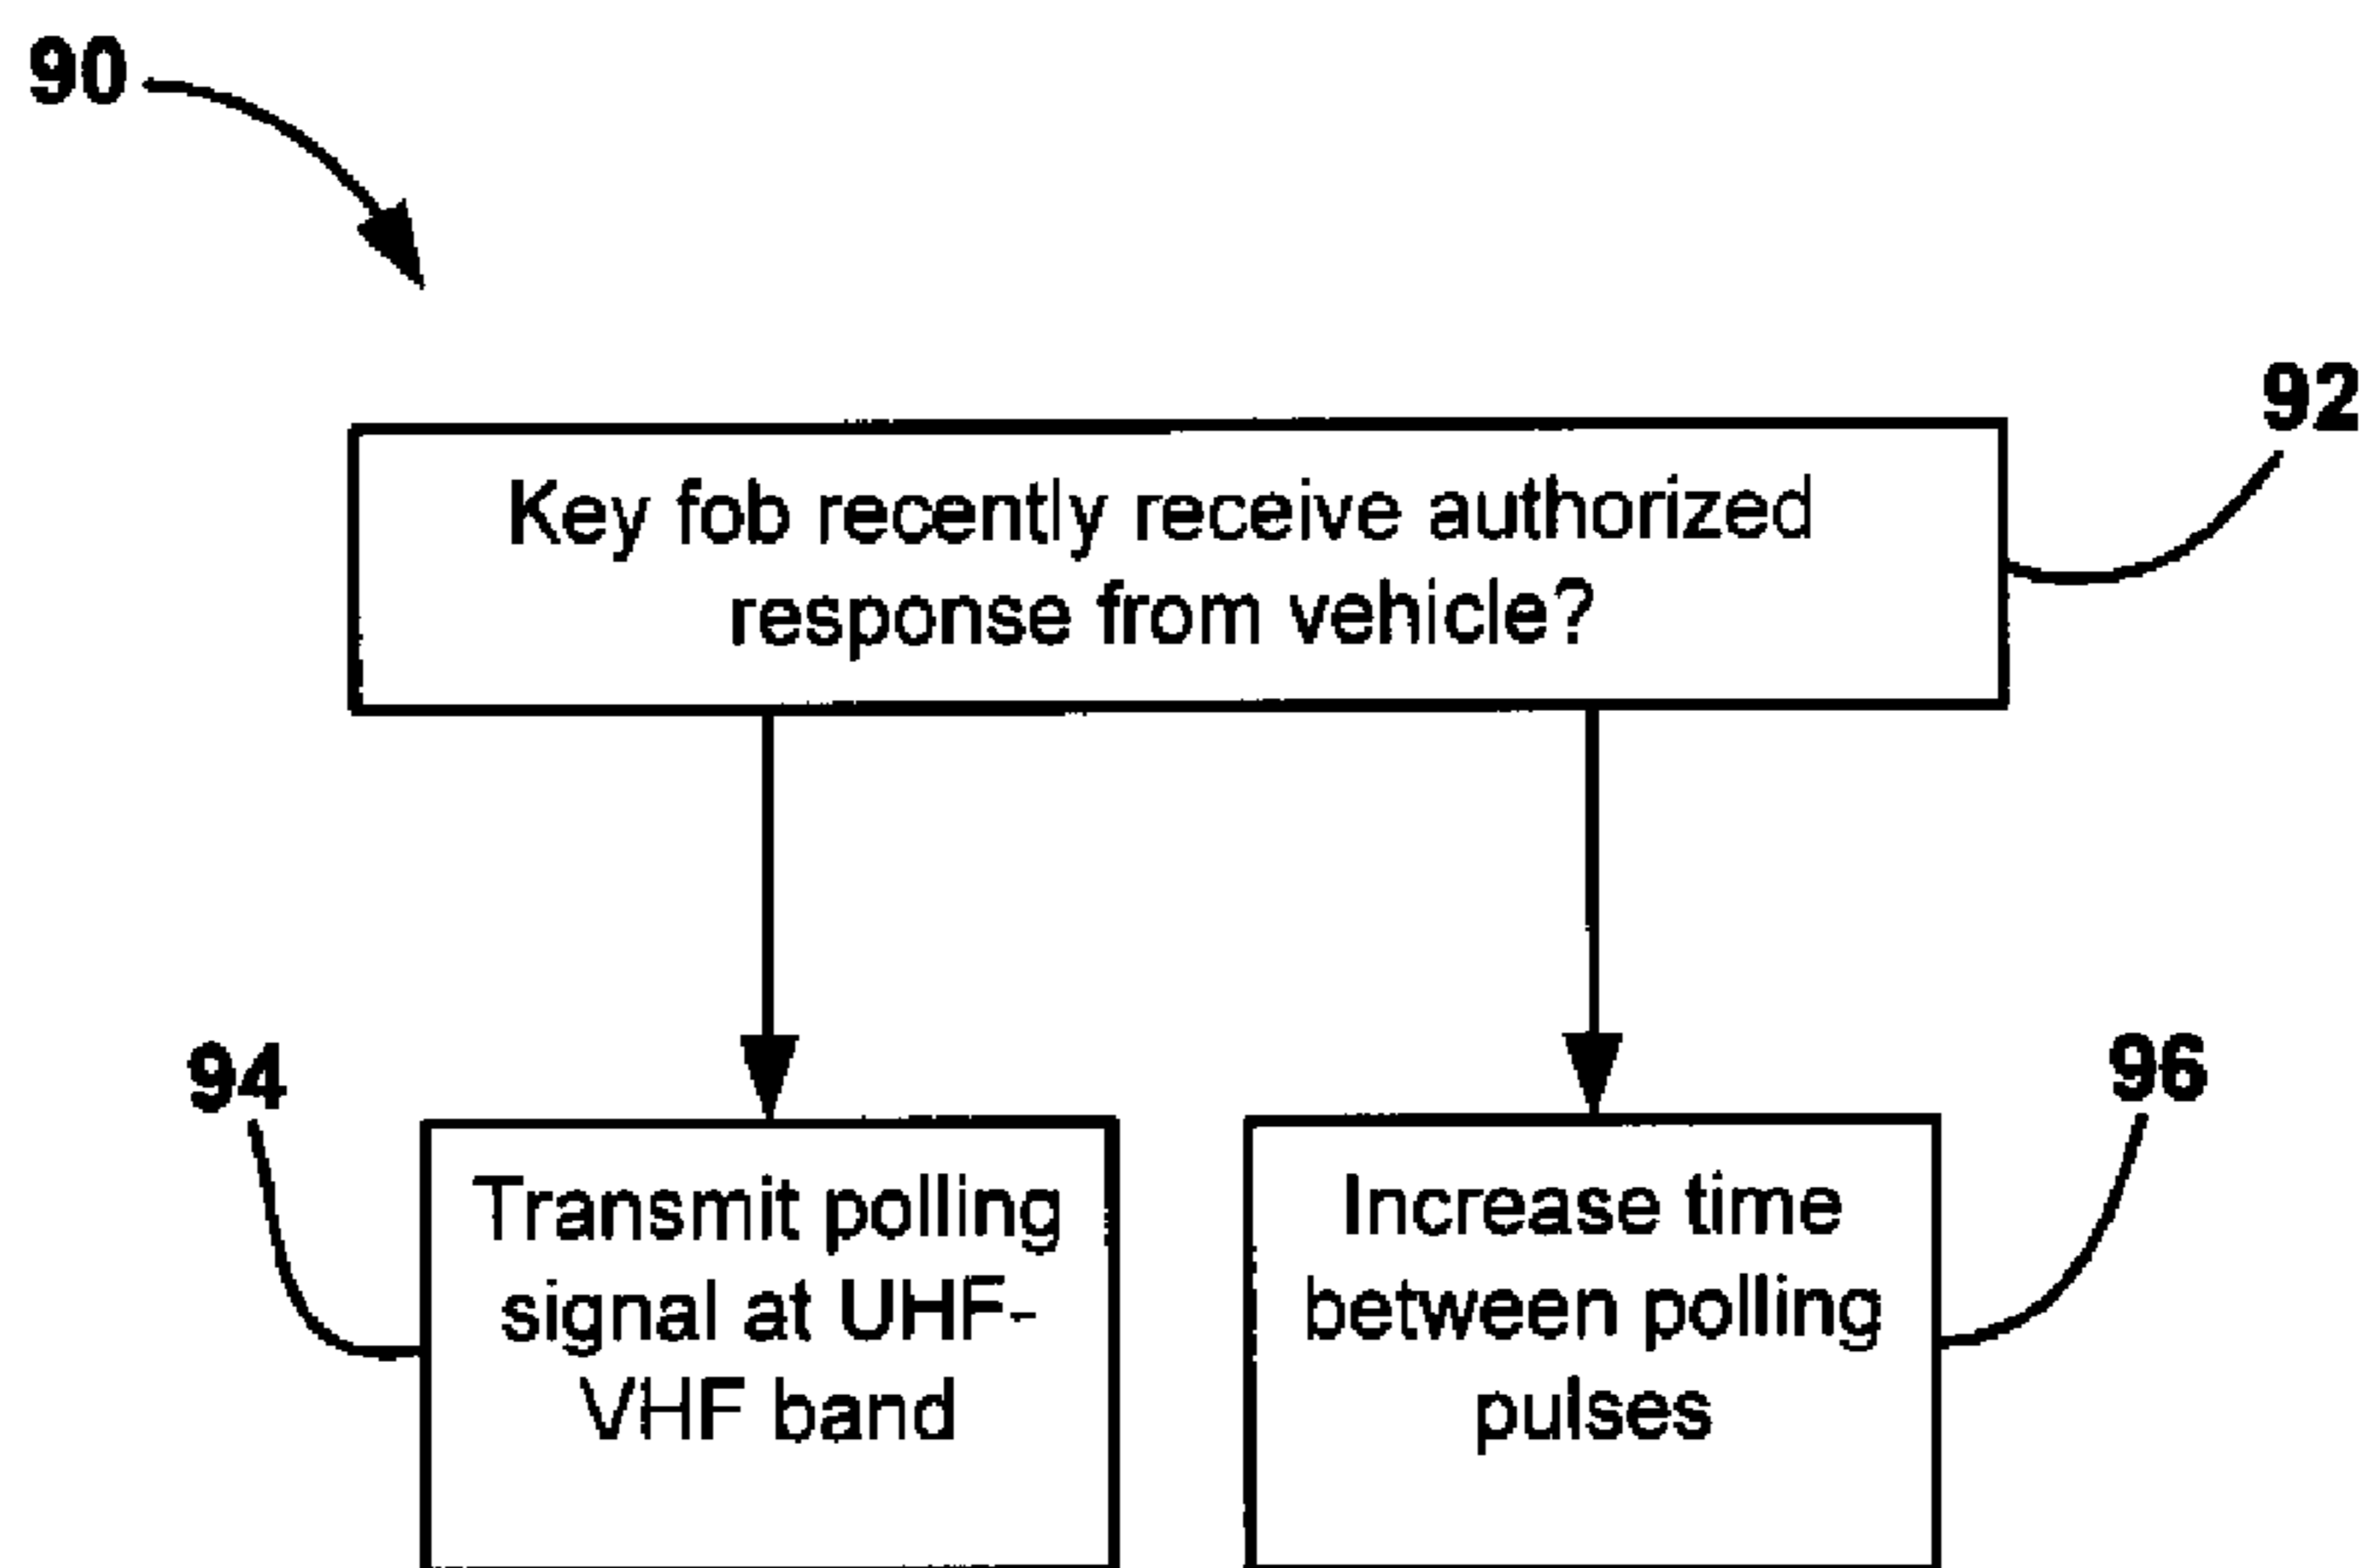 90
92
Key fob recently receive authorized
response from vehicle?
94
96
Transmit polling
signal at UHF-
VHF band
Increase time
between polling
pulses